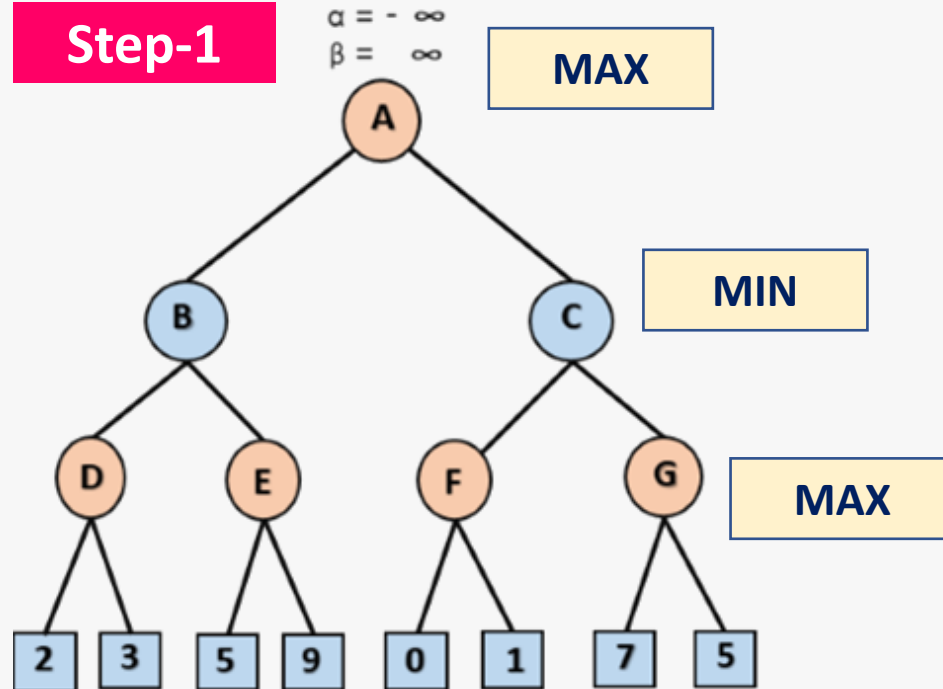 Step-1
α = - ∞
β = ∞
MAX
A
MIN
B
C
D
E
F
G
MAX
2 3 5 9 0 1 7 5